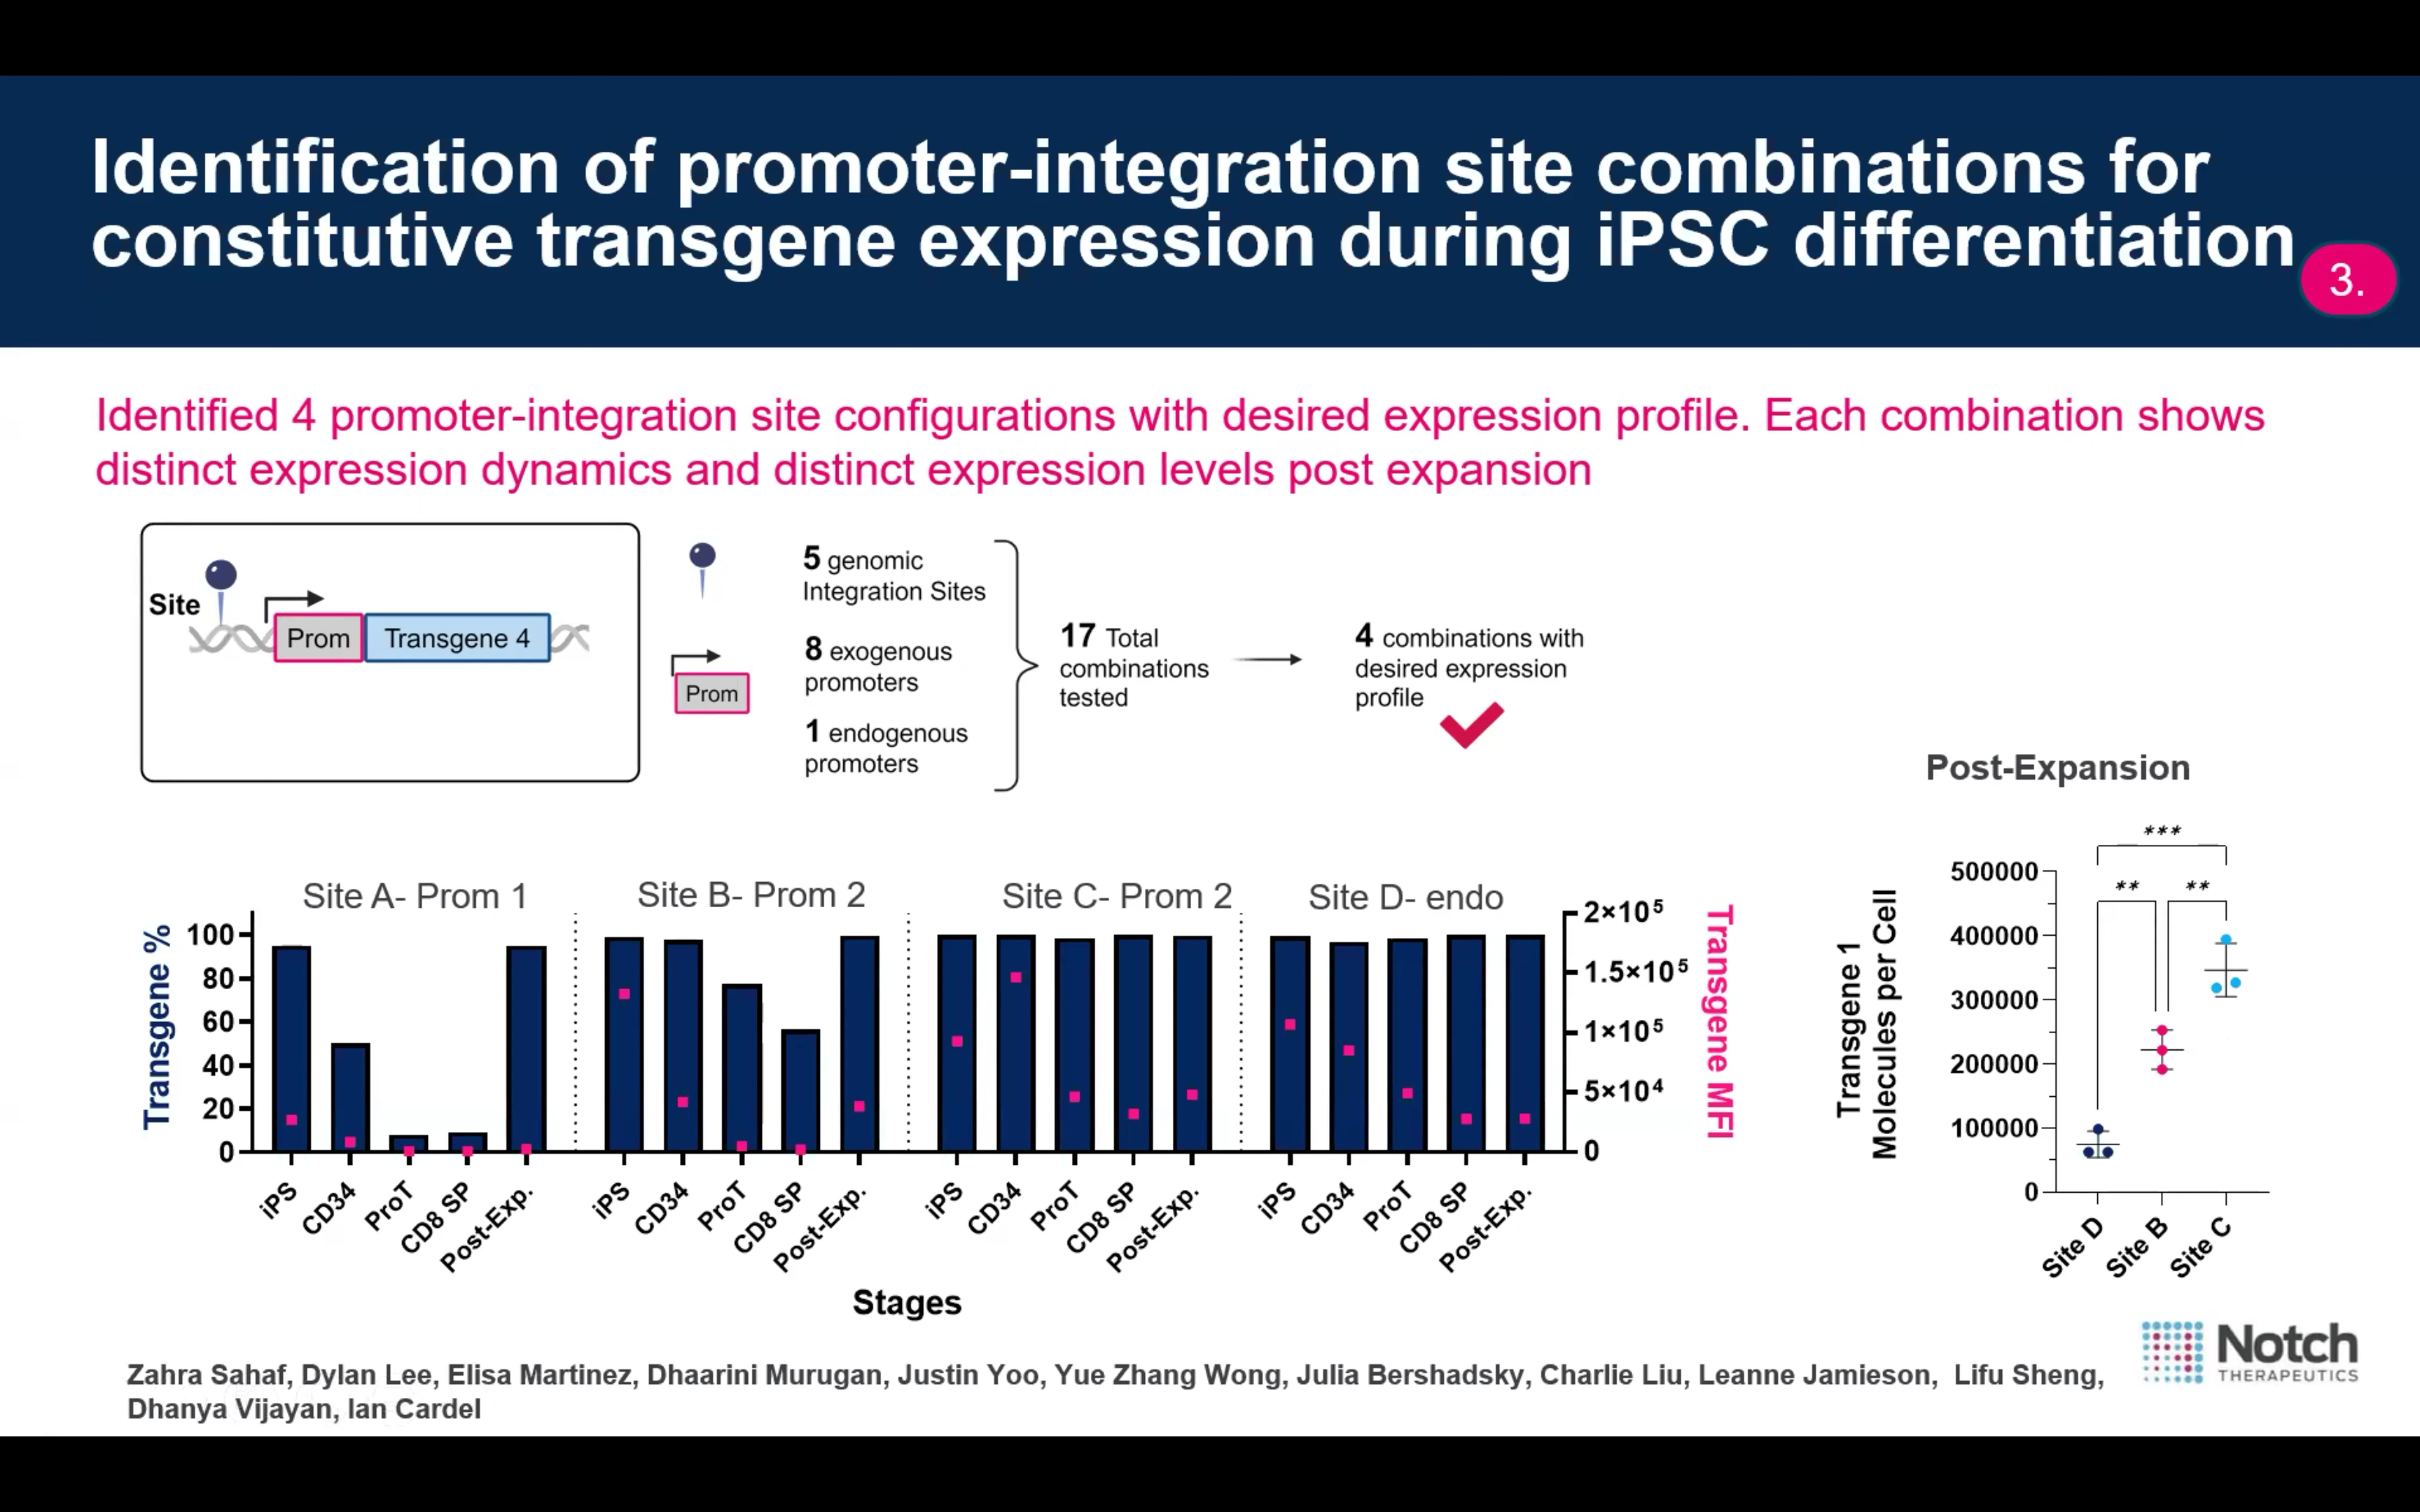 Identification of promoter-integration site combinations for
constitutive transgene expression during iPSC differentiation
3.
Identified 4 promoter-integration site configurations with desired expression profile. Each combination shows
distinct expression dynamics and distinct expression levels post expansion
Site
Prom
Transgene 4
5 genomic
Integration Sites
8 exogenous
promoters
Prom
1 endogenous
promoters
17 Total
combinations
tested
4 combinations with
desired expression
profile
Site A- Prom 1
Site B- Prom 2
Site C- Prom 2
Site D- endo
Transgene %
100
80
60
40
20
0
2×10⁵
1.5×10⁵
1×10⁵
5×10⁴
0
Transgene MFI
iPS
CD34
ProT
CD8 SP
Post-Exp.
iPS
CD34
ProT
CD8 SP
Post-Exp.
iPS
CD34
ProT
CD8 SP
Post-Exp.
iPS
CD34
ProT
CD8 SP
Post-Exp.
Stages
Post-Expansion
***
**
**
Transgene 1
Molecules per Cell
500000
400000
300000
200000
100000
0
Site D
Site B
Site C
Zahra Sahaf, Dylan Lee, Elisa Martinez, Dhaarini Murugan, Justin Yoo, Yue Zhang Wong, Julia Bershadsky, Charlie Liu, Leanne Jamieson, Lifu Sheng,
Dhanya Vijayan, Ian Cardel
Notch
THERAPEUTICS